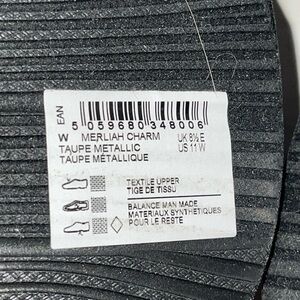 EAN
5 059680 348006
W MERLIAH CHARM UK 8½ E
TAUPE METALLIC US 11 W
TAUPE MÉTALLIQUE
TEXTILE UPPER
TIGE DE TISSU
BALANCE MAN MADE
MATERIAUX SYNTHÉTIQUES
POUR LE RESTE